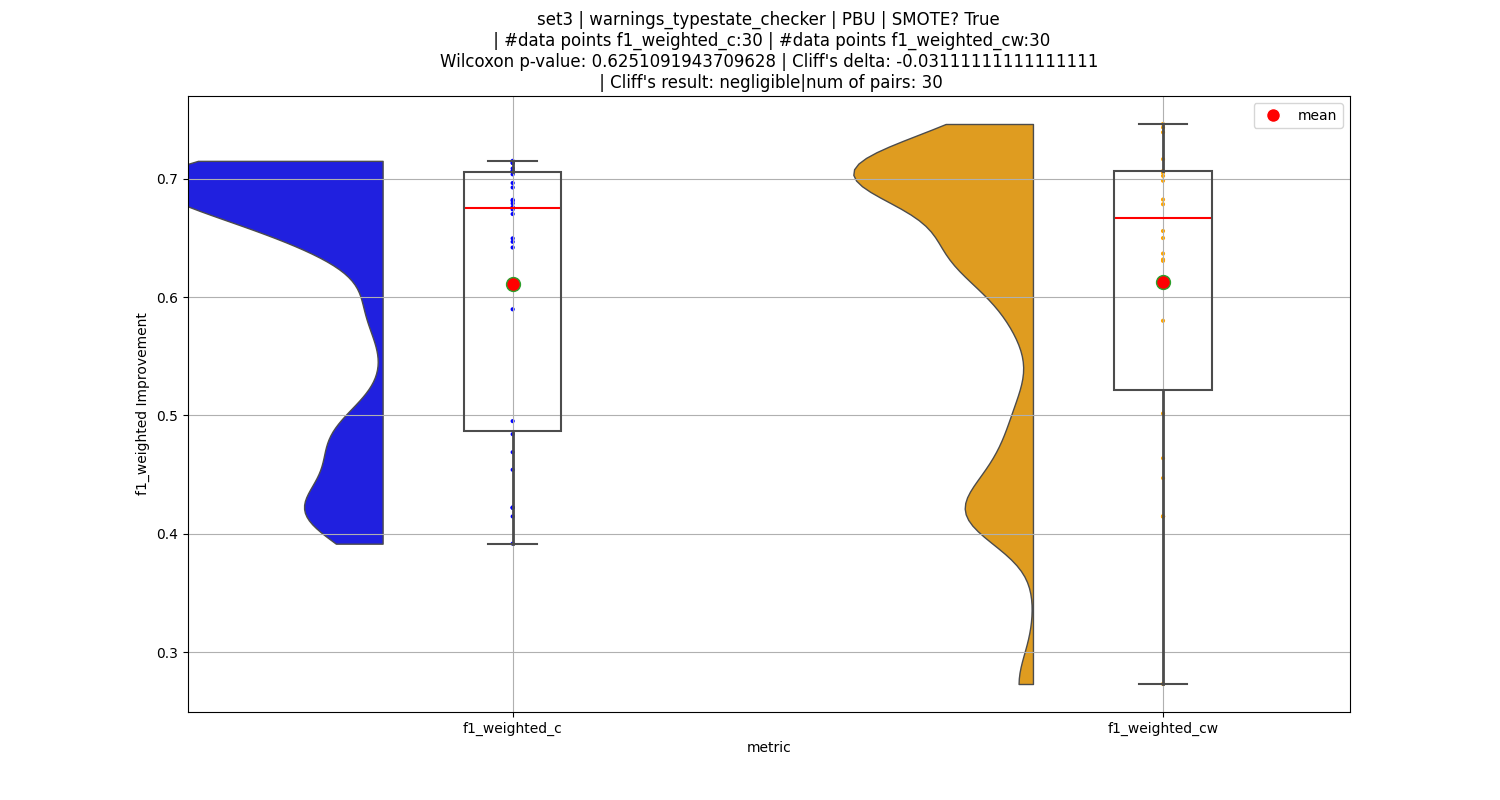 set3 | warnings_typestate_checker | PBU | SMOTE? True
| #data points f1_weighted_c:30 | #data points f1_weighted_cw:30
Wilcoxon p-value: 0.6251091943709628 | Cliff's delta: -0.03111111111111111
| Cliff's result: negligible|num of pairs: 30
mean
0.7
0.6
0.5
0.4
0.3
f1_weighted Improvement
f1_weighted_c
f1_weighted_cw
metric